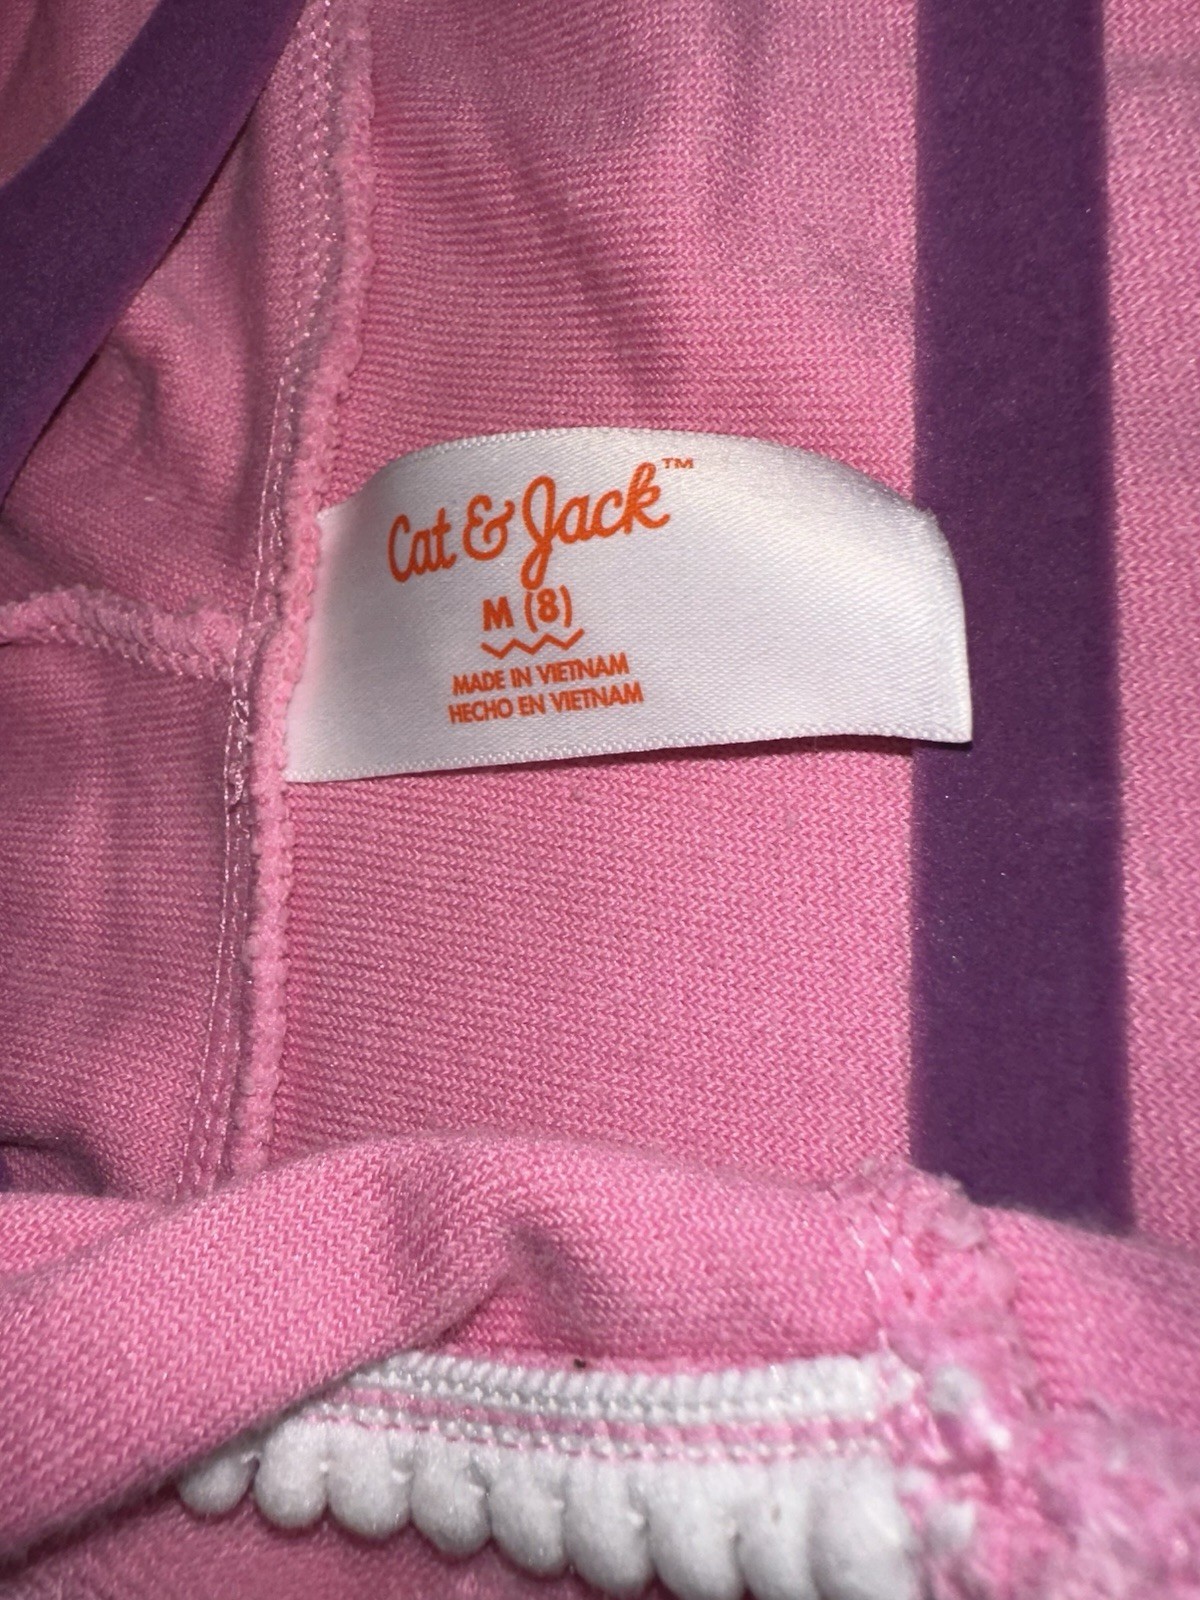 Cat & Jack™
M (8)
MADE IN VIETNAM
HECHO EN VIETNAM